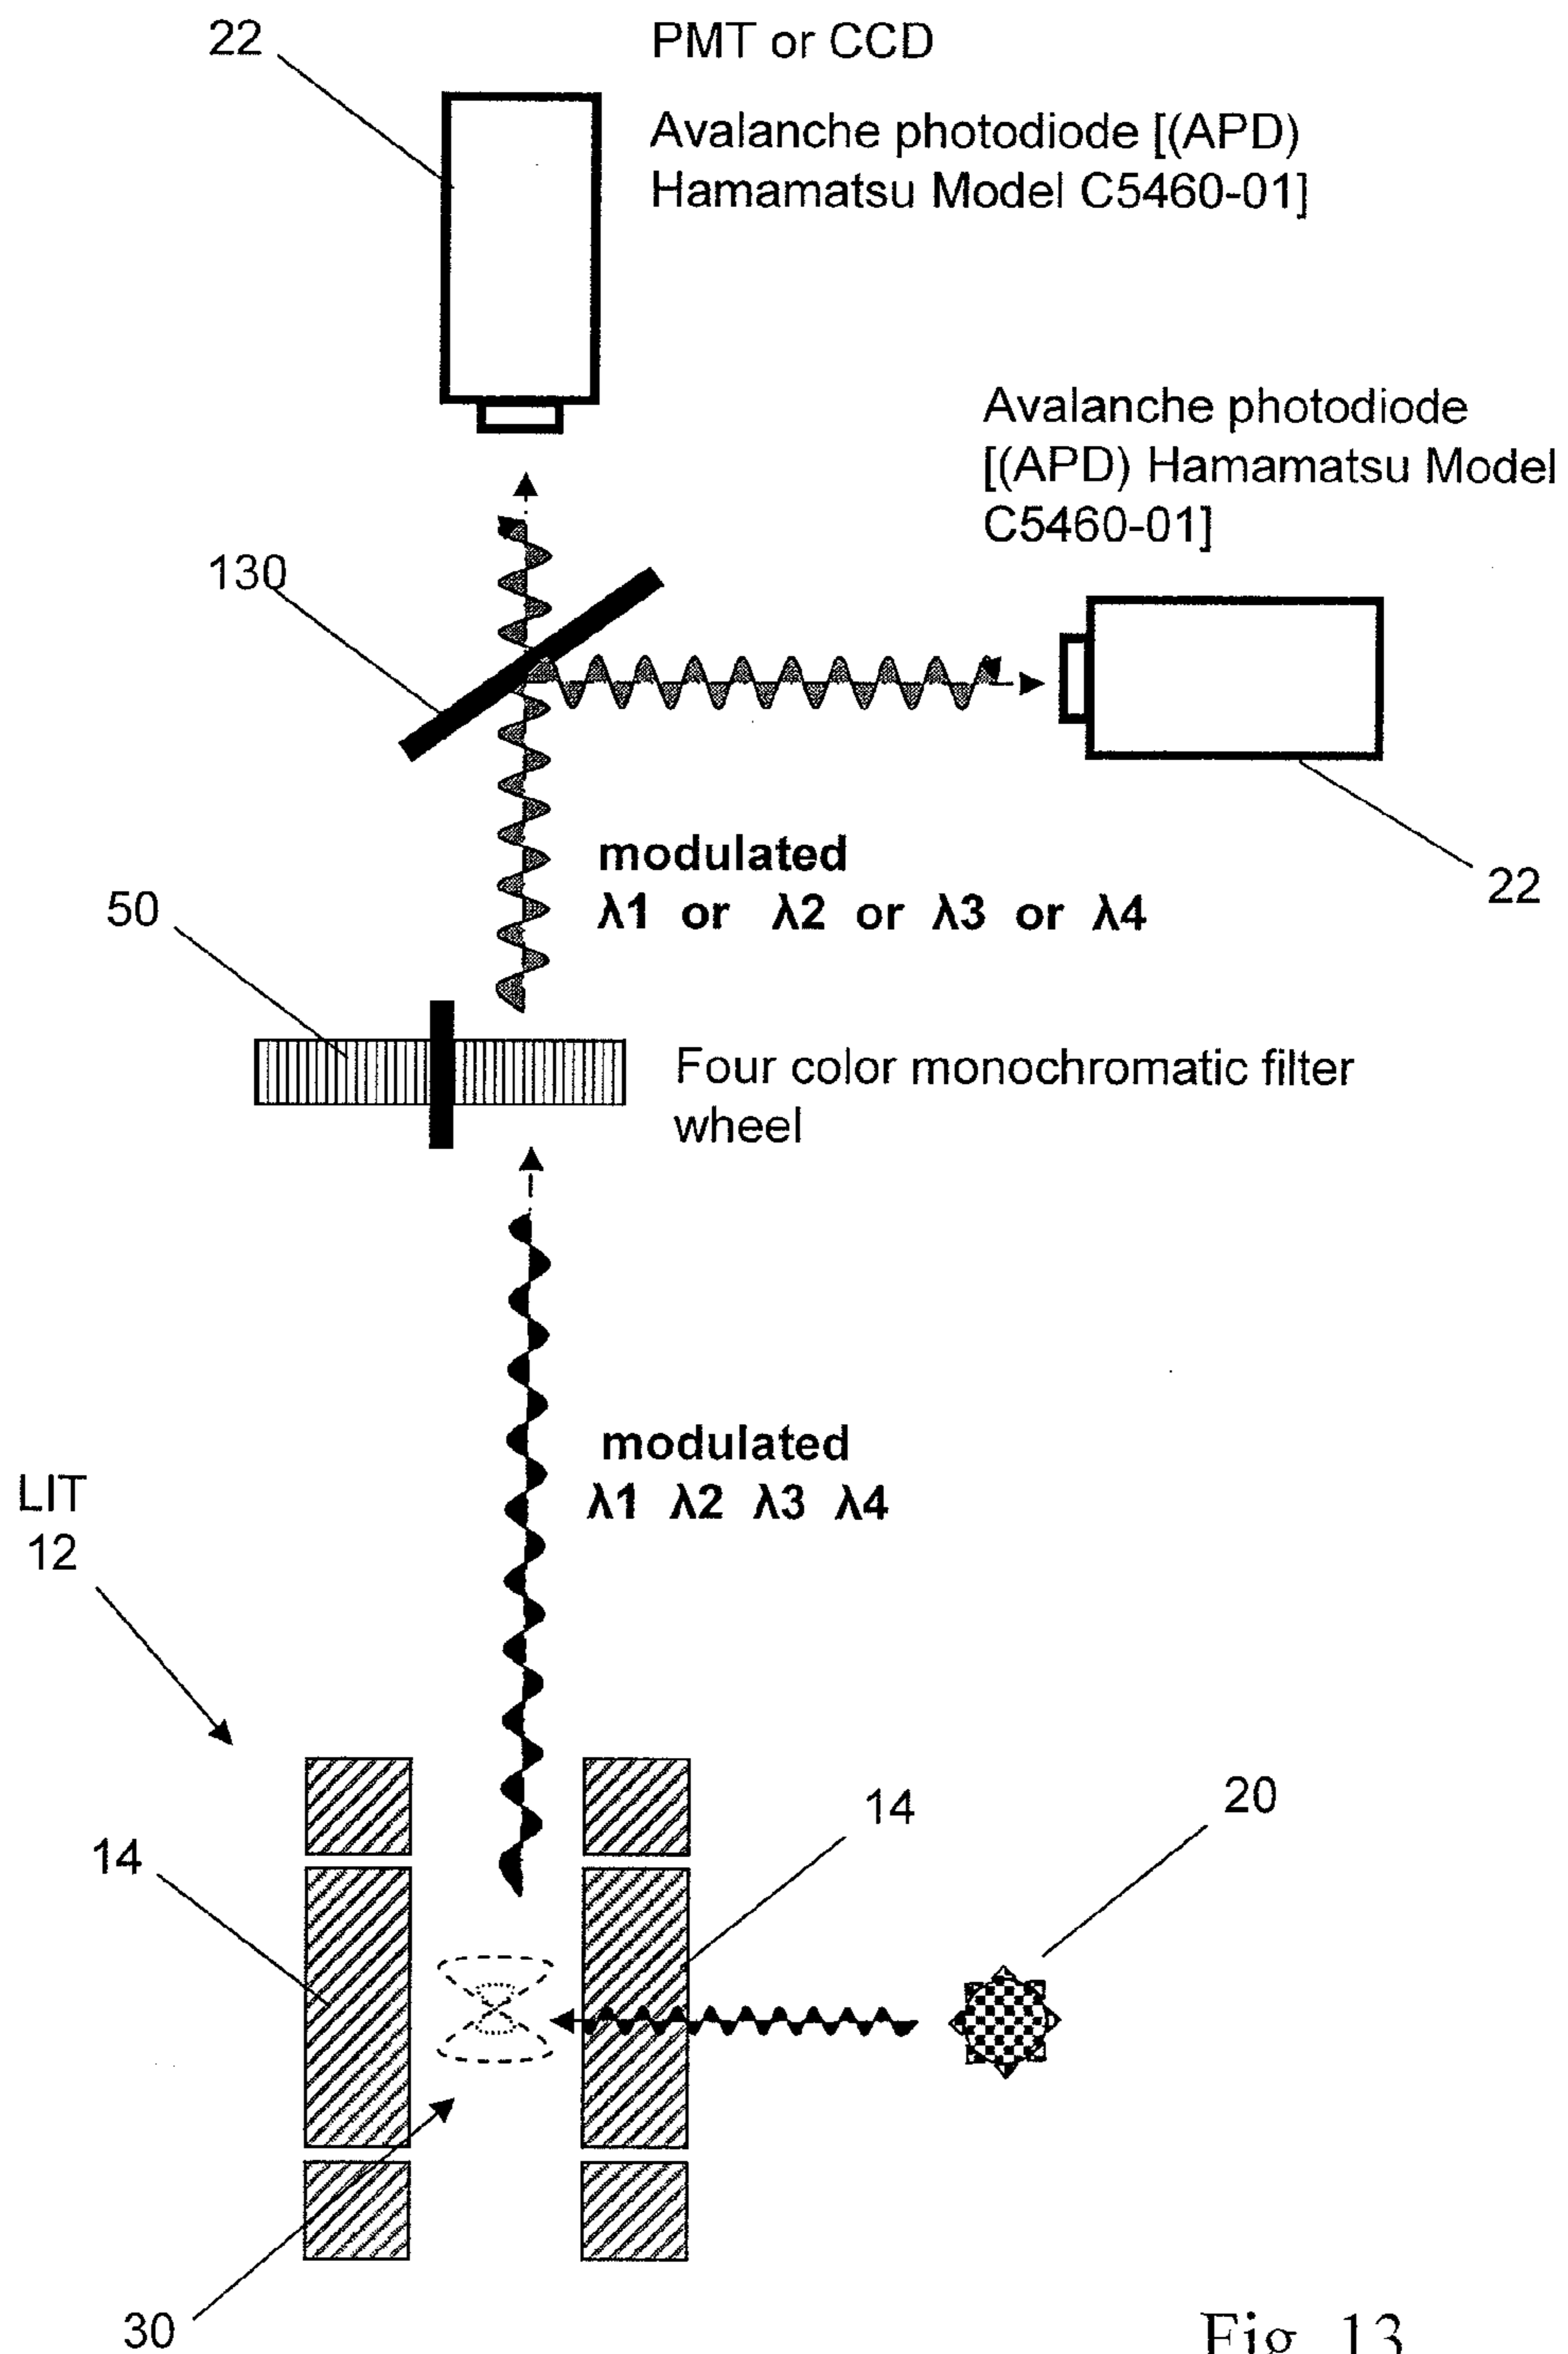 22
PMT or CCD
Avalanche photodiode [(APD)
Hamamatsu Model C5460-01]
Avalanche photodiode
[(APD) Hamamatsu Model
C5460-01]
130
22
modulated
λ1 or λ2 or λ3 or λ4
50
Four color monochromatic filter
wheel
modulated
λ1 λ2 λ3 λ4
LIT
12
14
20
14
30
Fig. 13